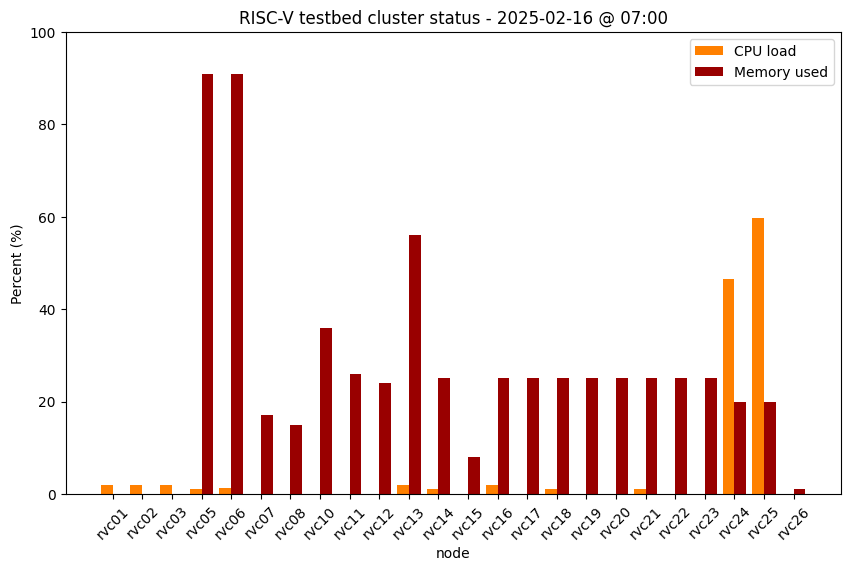 RISC-V testbed cluster status - 2025-02-16 @ 07:00
CPU load
Memory used
Percent (%)
100
80
60
40
20
0
rvc01
rvc02
rvc03
rvc05
rvc06
rvc07
rvc08
rvc10
rvc11
rvc12
rvc13
rvc14
rvc15
rvc16
rvc17
rvc18
rvc19
rvc20
rvc21
rvc22
rvc23
rvc24
rvc25
rvc26
node